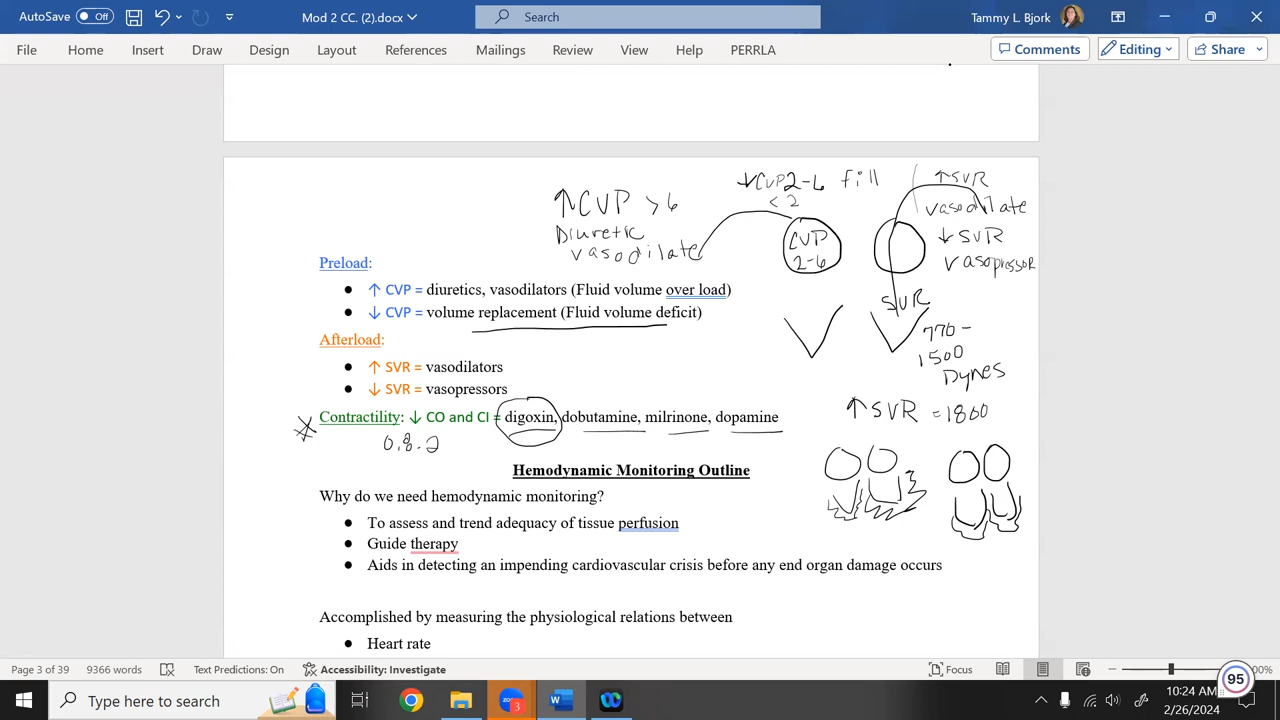 AutoSave Off Mod 2 CC. (2).docx Search Tammy L. Bjork
File Home Insert Draw Design Layout References Mailings Review View Help PERRLA Comments Editing Share
↓CVP2-6 fill
< 2
↑SVR
vasodilate
↑CVP >6
Diuretic
vasodilate
CVP
2-6
↓SVR
vasopressor
Preload:
● ↑ CVP = diuretics, vasodilators (Fluid volume over load)
● ↓ CVP = volume replacement (Fluid volume deficit)
SVR
770-
1500
Dynes
Afterload:
● ↑ SVR = vasodilators
● ↓ SVR = vasopressors
↑SVR =1800
Contractility: ↓ CO and CI = digoxin, dobutamine, milrinone, dopamine
0.8-2
Hemodynamic Monitoring Outline
Why do we need hemodynamic monitoring?
● To assess and trend adequacy of tissue perfusion
● Guide therapy
● Aids in detecting an impending cardiovascular crisis before any end organ damage occurs
Accomplished by measuring the physiological relations between
● Heart rate
Page 3 of 39 9366 words Text Predictions: On Accessibility: Investigate Focus
95
Type here to search
3
10:24 AM
2/26/2024